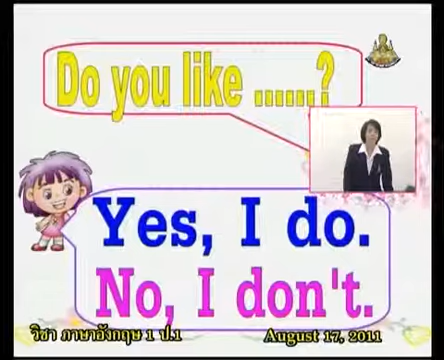 Do you like ......?
Yes, I do.
No, I don't.
วิชา ภาษาอังกฤษ 1 ป.1
August 17, 2011